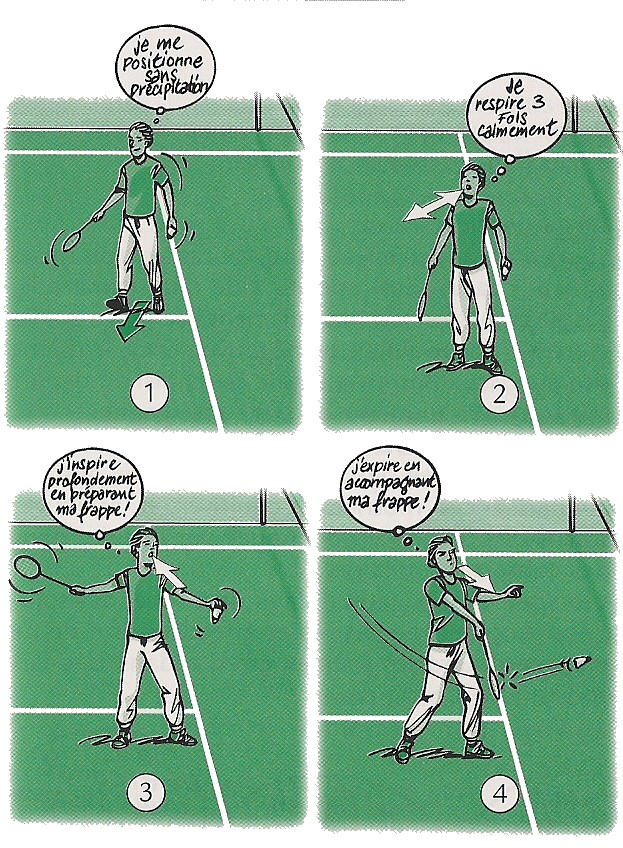 je me
Positionne
sans
précipitation
1
Je
respire 3
Fois
calmement
2
j'inspire
profondement
en préparant
ma frappe!
3
j'expire en
accompagnant
ma frappe!
4